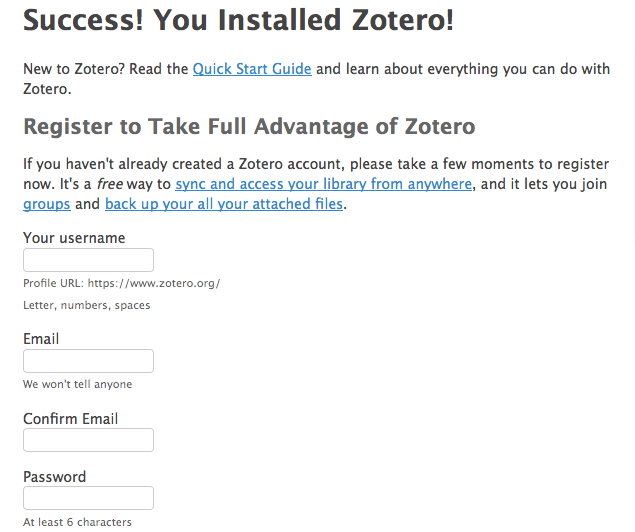 Success! You Installed Zotero!
New to Zotero? Read the Quick Start Guide and learn about everything you can do with
Zotero.
Register to Take Full Advantage of Zotero
If you haven't already created a Zotero account, please take a few moments to register
now. It's a free way to sync and access your library from anywhere, and it lets you join
groups and back up your all your attached files.
Your username
Profile URL: https://www.zotero.org/
Letter, numbers, spaces
Email
We won't tell anyone
Confirm Email
Password
At least 6 characters